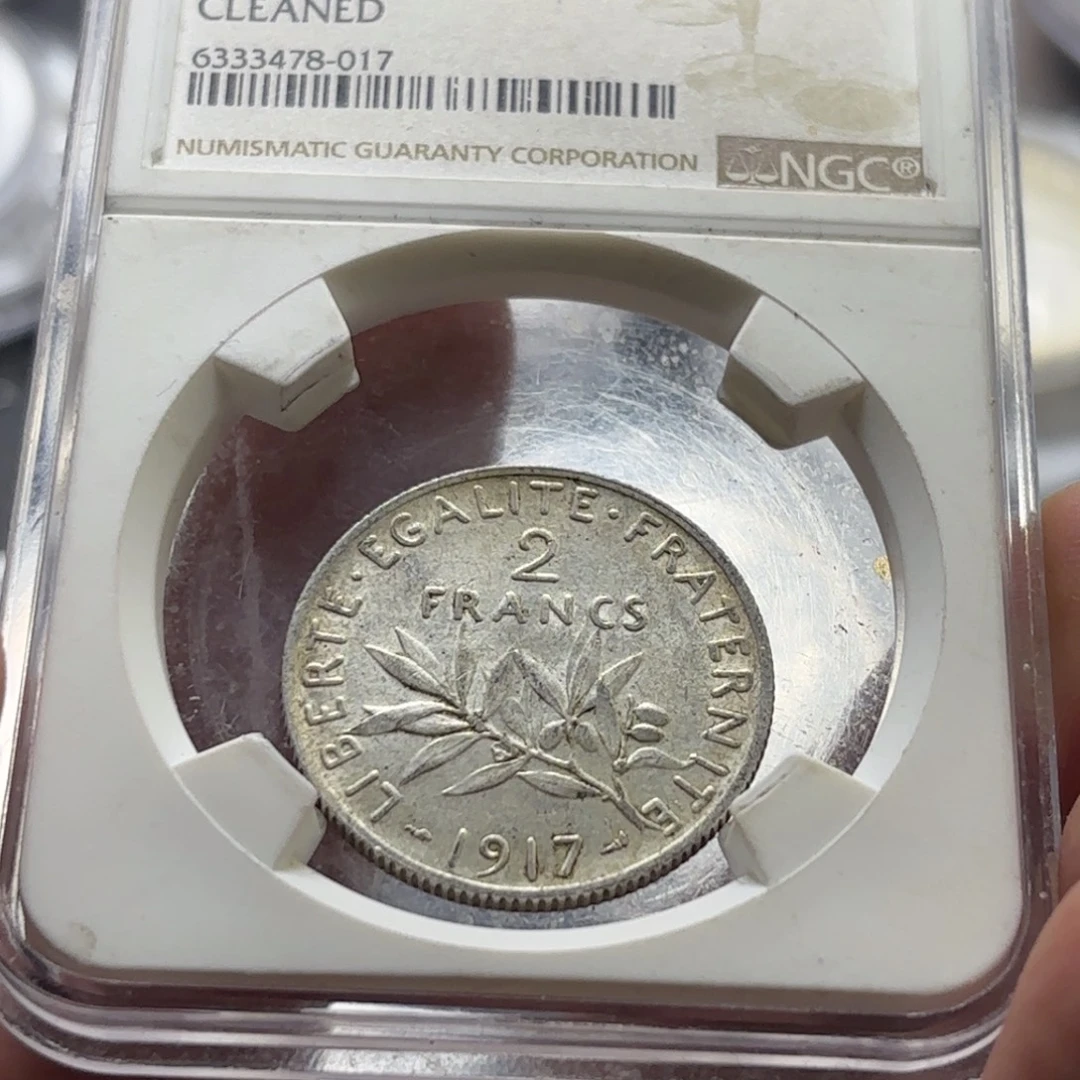 CLEANED
6333478-017
NUMISMATIC GUARANTY CORPORATION
NGC®
LIBERTE · EGALITE · FRATERNITE
2
FRANCS
1917